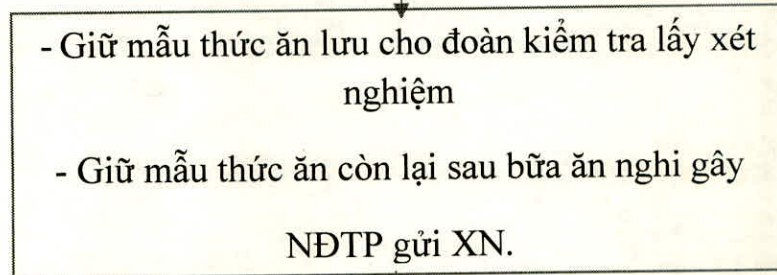 - Giữ mẫu thức ăn lưu cho đoàn kiểm tra lấy xét
nghiệm
- Giữ mẫu thức ăn còn lại sau bữa ăn nghi gây
NĐTP gửi XN.